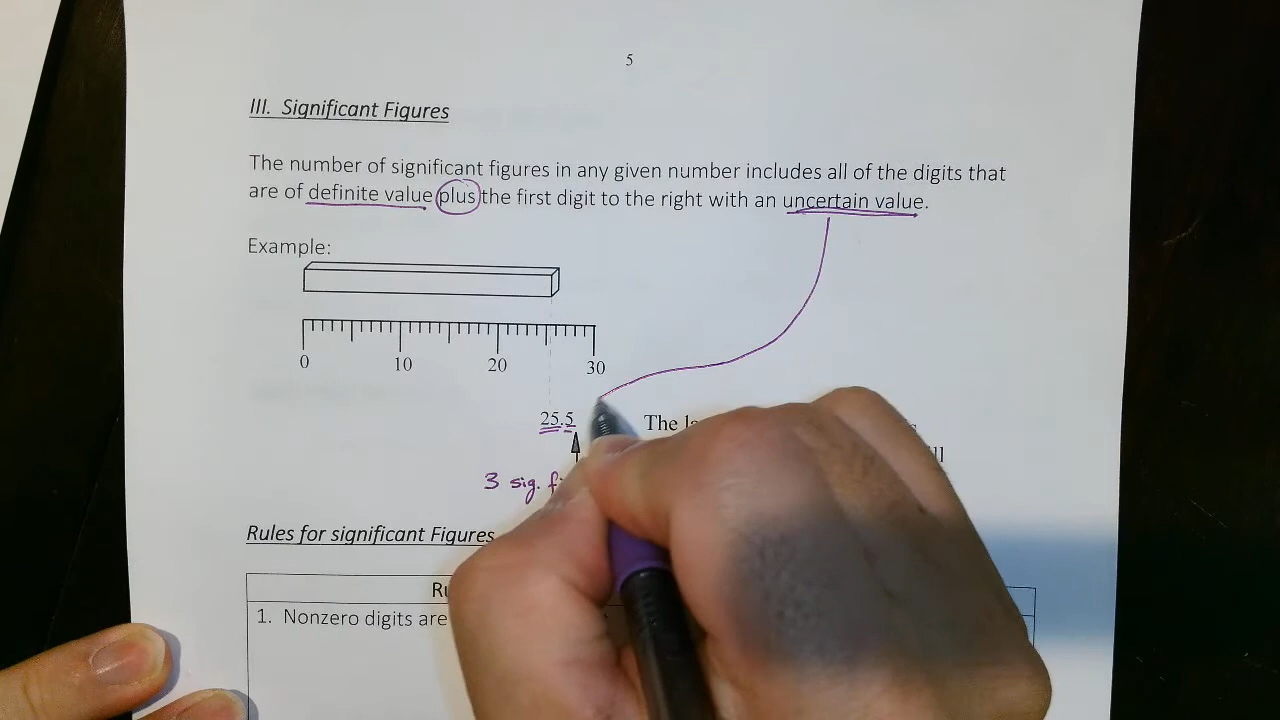 5
III. Significant Figures
The number of significant figures in any given number includes all of the digits that
are of definite value plus the first digit to the right with an uncertain value.
Example:
0 10 20 30
25.5 The
3 sig.
Rules for significant Figures
1. Nonzero digits are